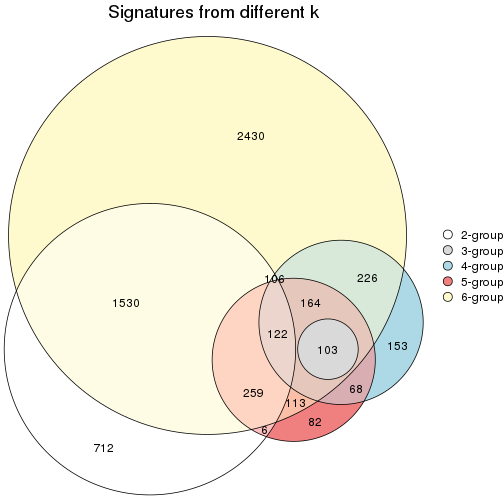 Signatures from different k
2430
2-group
3-group
4-group
5-group
6-group
106
226
1530
164
122
103
153
68
259
113
82
6
712